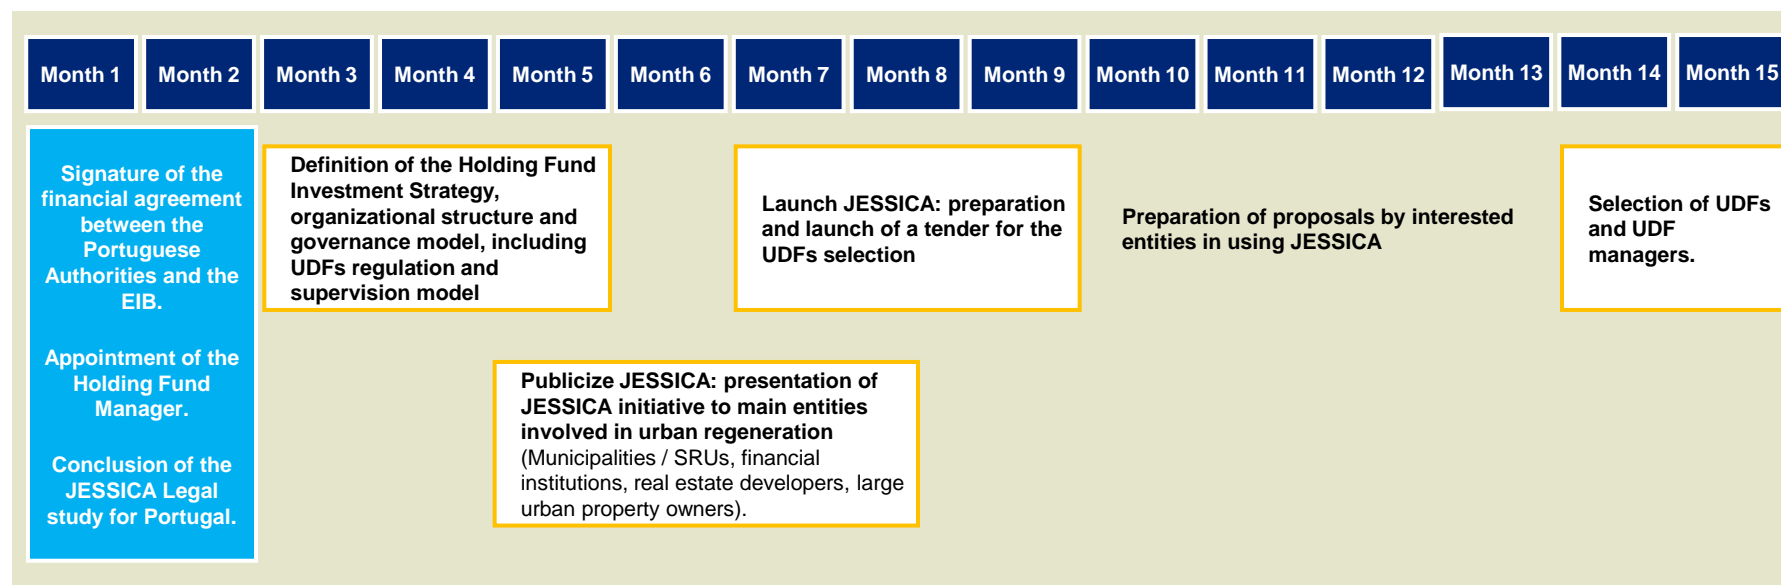 Month 1
Month 2
Month 3
Month 4
Month 5
Month 6
Month 7
Month 8
Month 9
Month 10
Month 11
Month 12
Month 13
Month 14
Month 15
Signature of the
financial agreement
between the
Portuguese
Authorities and the
EIB.
Appointment of the
Holding Fund
Manager.
Conclusion of the
JESSICA Legal
study for Portugal.
Definition of the Holding Fund
Investment Strategy,
organizational structure and
governance model, including
UDFs regulation and
supervision model
Publicize JESSICA: presentation of
JESSICA initiative to main entities
involved in urban regeneration
(Municipalities / SRUs, financial
institutions, real estate developers, large
urban property owners).
Launch JESSICA: preparation
and launch of a tender for the
UDFs selection
Preparation of proposals by interested
entities in using JESSICA
Selection of UDFs
and UDF
managers.